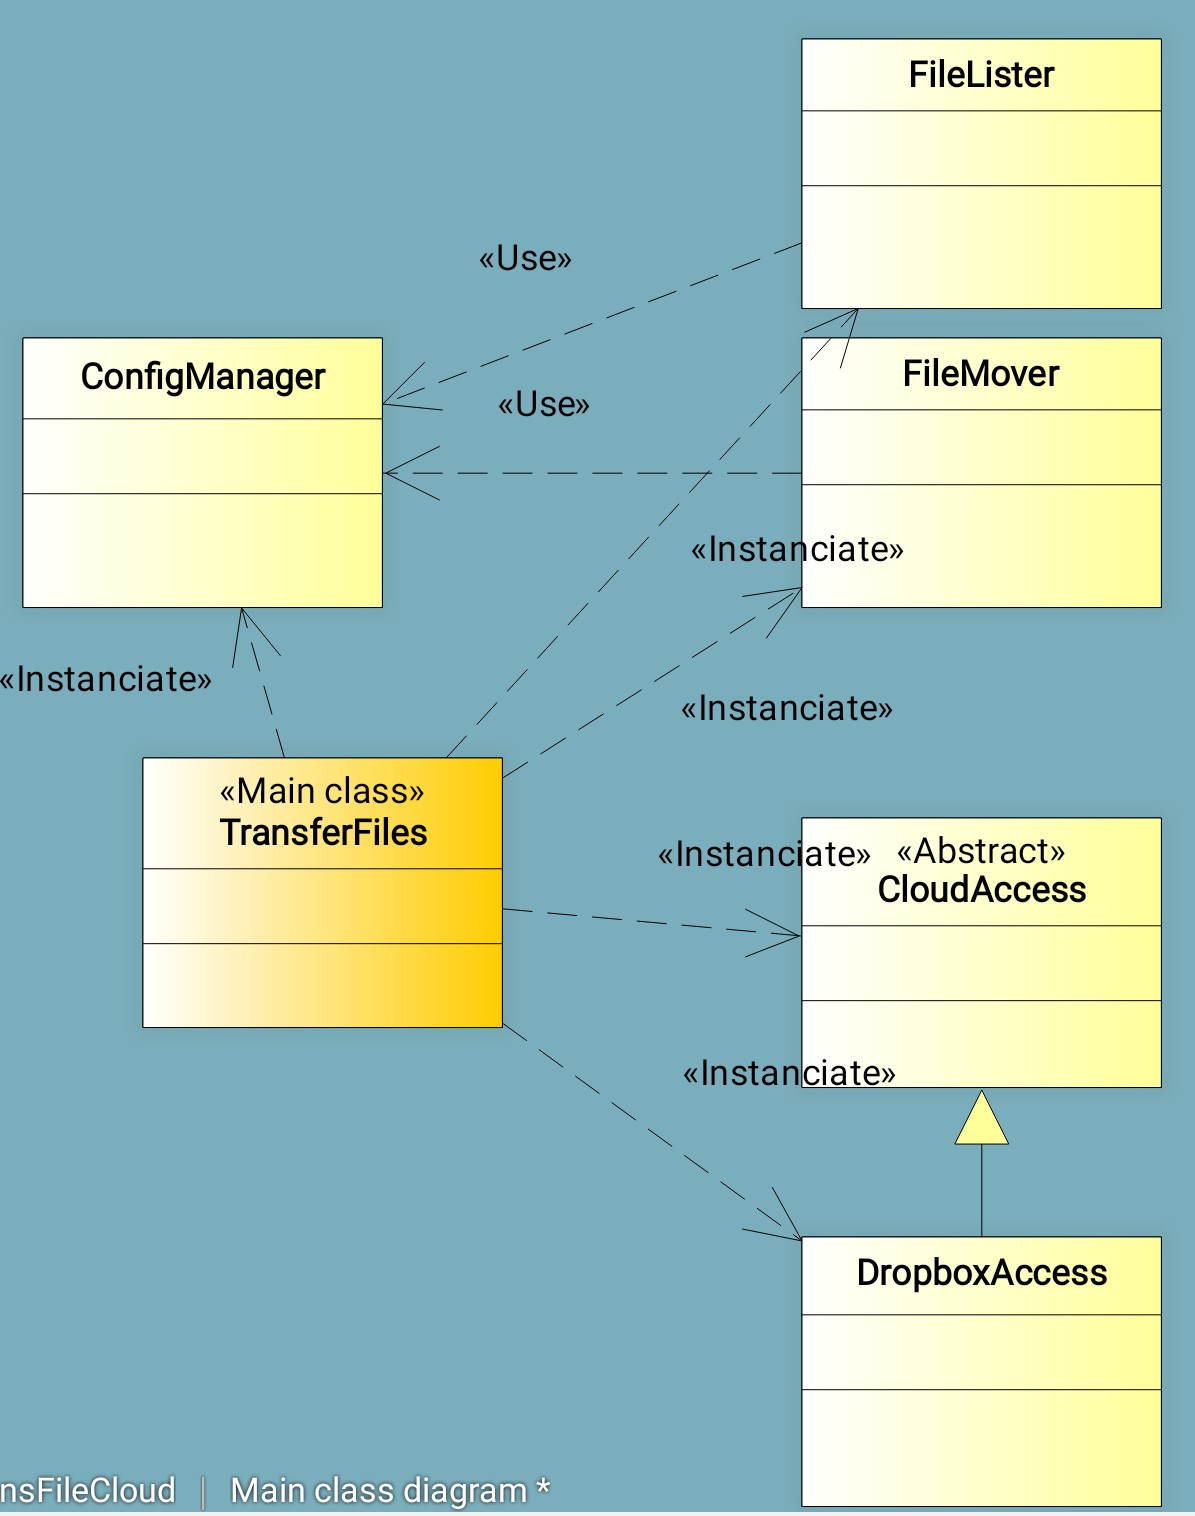 FileLister
«Use»
ConfigManager
FileMover
«Use»
«Instanciate»
«Instanciate»
«Instanciate»
«Main class»
TransferFiles
«Instanciate»
«Abstract»
CloudAccess
«Instanciate»
DropboxAccess
nsFileCloud | Main class diagram *